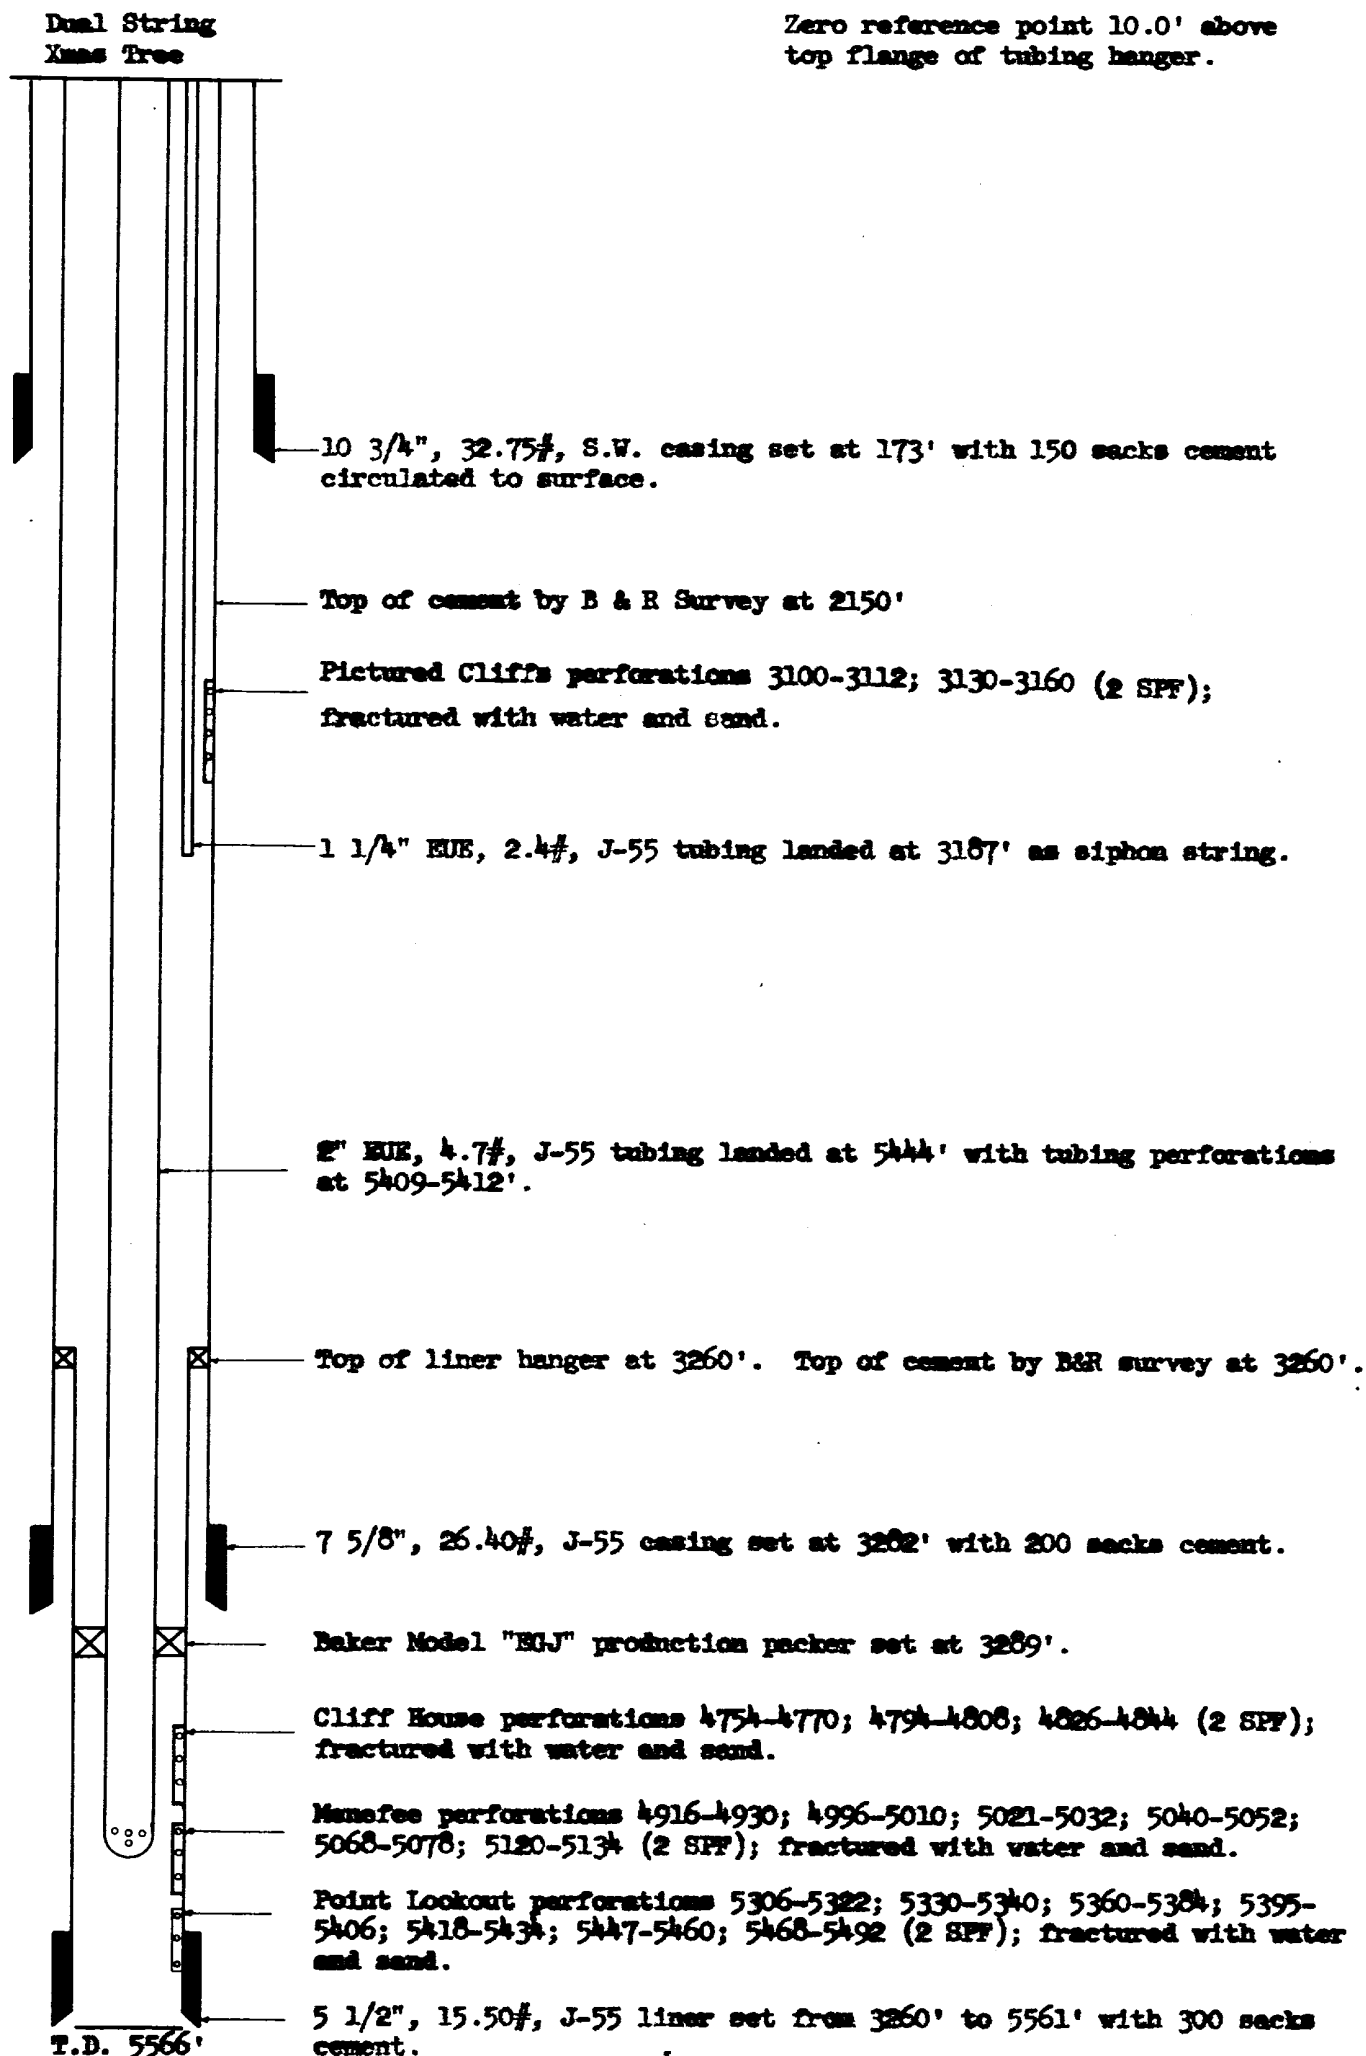 Dual String
Xmas Tree
Zero reference point 10.0' above
top flange of tubing hanger.
10 3/4", 32.75#, S.W. casing set at 173' with 150 sacks cement
circulated to surface.
Top of cement by B & R Survey at 2150'
Pictured Cliffs perforations 3100-3112; 3130-3160 (2 SPF);
fractured with water and sand.
1 1/4" EUE, 2.4#, J-55 tubing landed at 3187' as siphon string.
2" EUE, 4.7#, J-55 tubing landed at 5444' with tubing perforations
at 5409-5412'.
Top of liner hanger at 3260'. Top of cement by B&R survey at 3260'.
7 5/8", 26.40#, J-55 casing set at 3282' with 200 sacks cement.
Baker Model "EGJ" production packer set at 3289'.
Cliff House perforations 4754-4770; 4794-4808; 4826-4844 (2 SPF);
fractured with water and sand.
Menefee perforations 4916-4930; 4996-5010; 5021-5032; 5040-5052;
5068-5078; 5120-5134 (2 SPF); fractured with water and sand.
Point Lookout perforations 5306-5322; 5330-5340; 5360-5384; 5395-
5406; 5418-5434; 5447-5460; 5468-5492 (2 SPF); fractured with water
and sand.
5 1/2", 15.50#, J-55 liner set from 3260' to 5561' with 300 sacks
cement.
T.D. 5566'